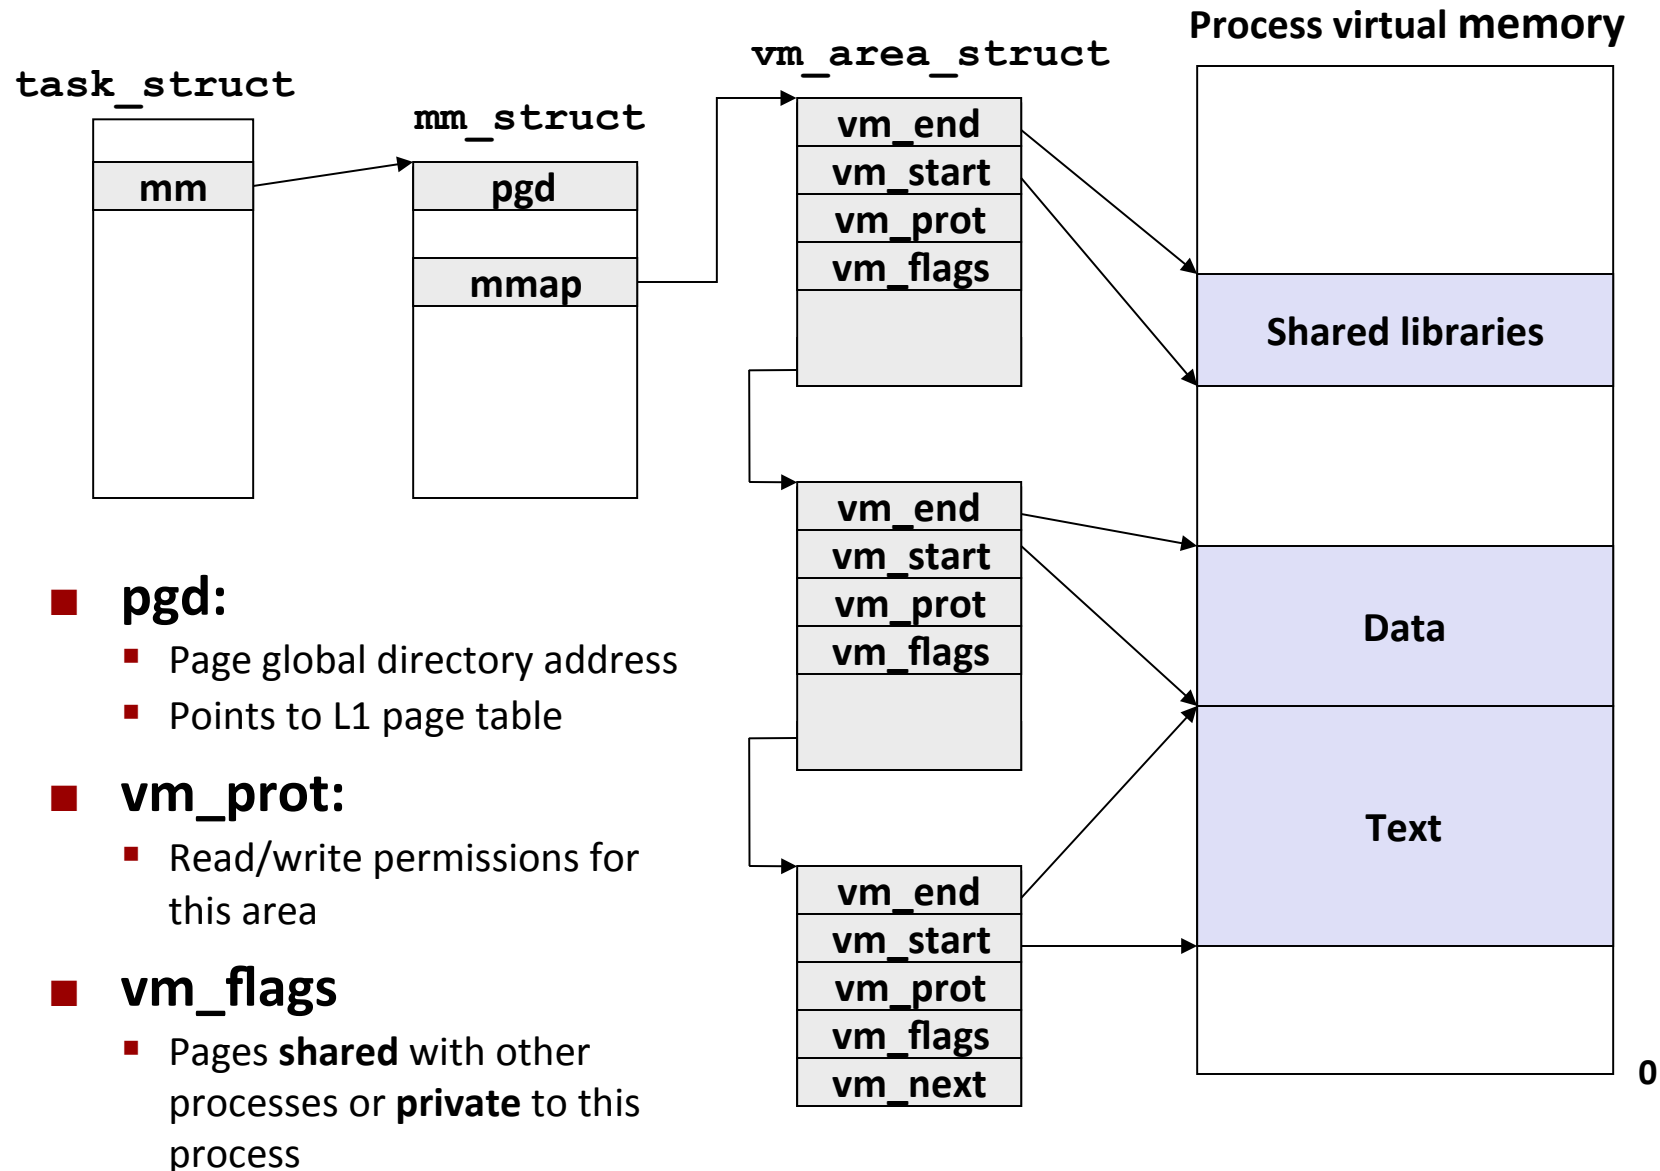 Process virtual memory
vm_area_struct
task_struct
mm_struct
mm
pgd
mmap
vm_end
vm_start
vm_prot
vm_flags
Shared libraries
vm_end
vm_start
vm_prot
vm_flags
Data
Text
vm_end
vm_start
vm_prot
vm_flags
vm_next
0
■ pgd:
▪ Page global directory address
▪ Points to L1 page table
■ vm_prot:
▪ Read/write permissions for
this area
■ vm_flags
▪ Pages shared with other
processes or private to this
process